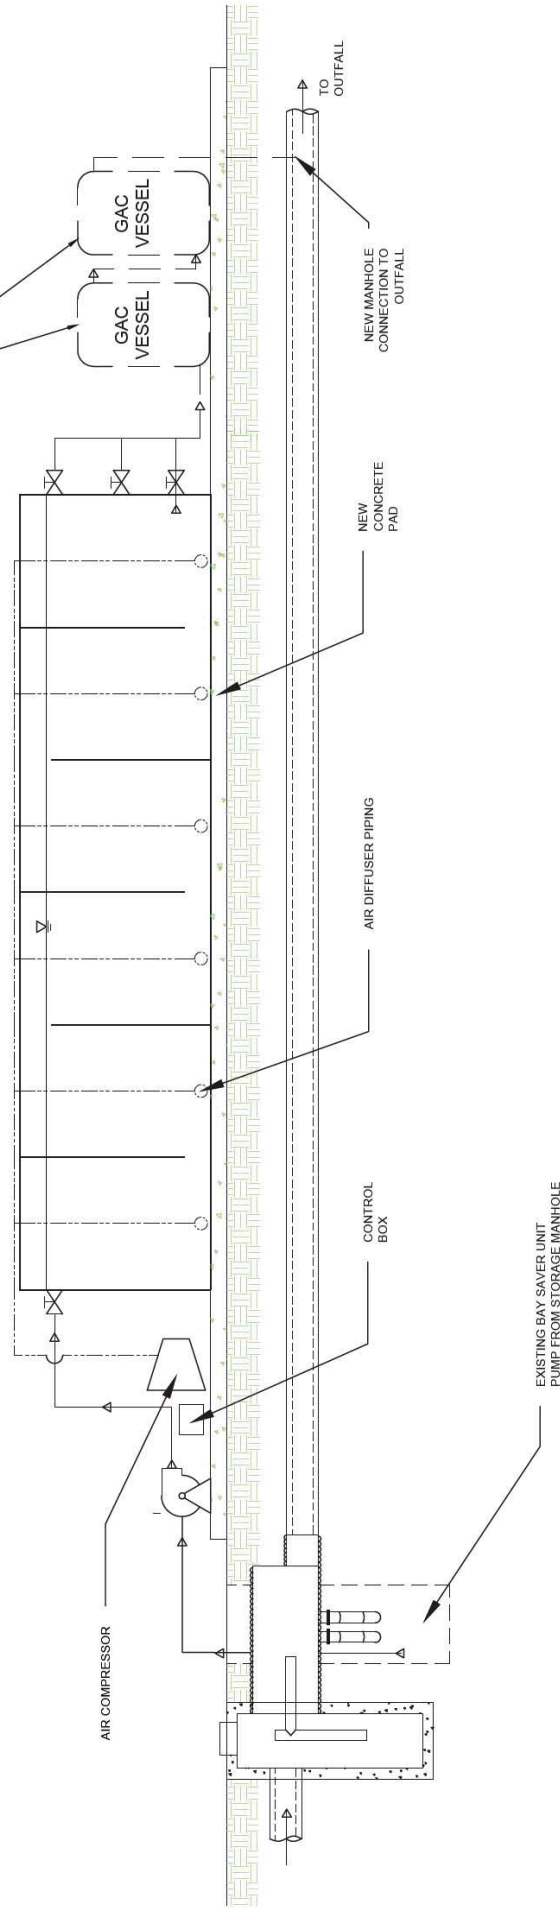 AIR COMPRESSOR
CONTROL
BOX
EXISTING BAY SAVER UNIT
PUMP FROM STORAGE MANHOLE
AIR DIFFUSER PIPING
NEW
CONCRETE
PAD
GAC
VESSEL
GAC
VESSEL
NEW MANHOLE
CONNECTION TO
OUTFALL
TO
OUTFALL